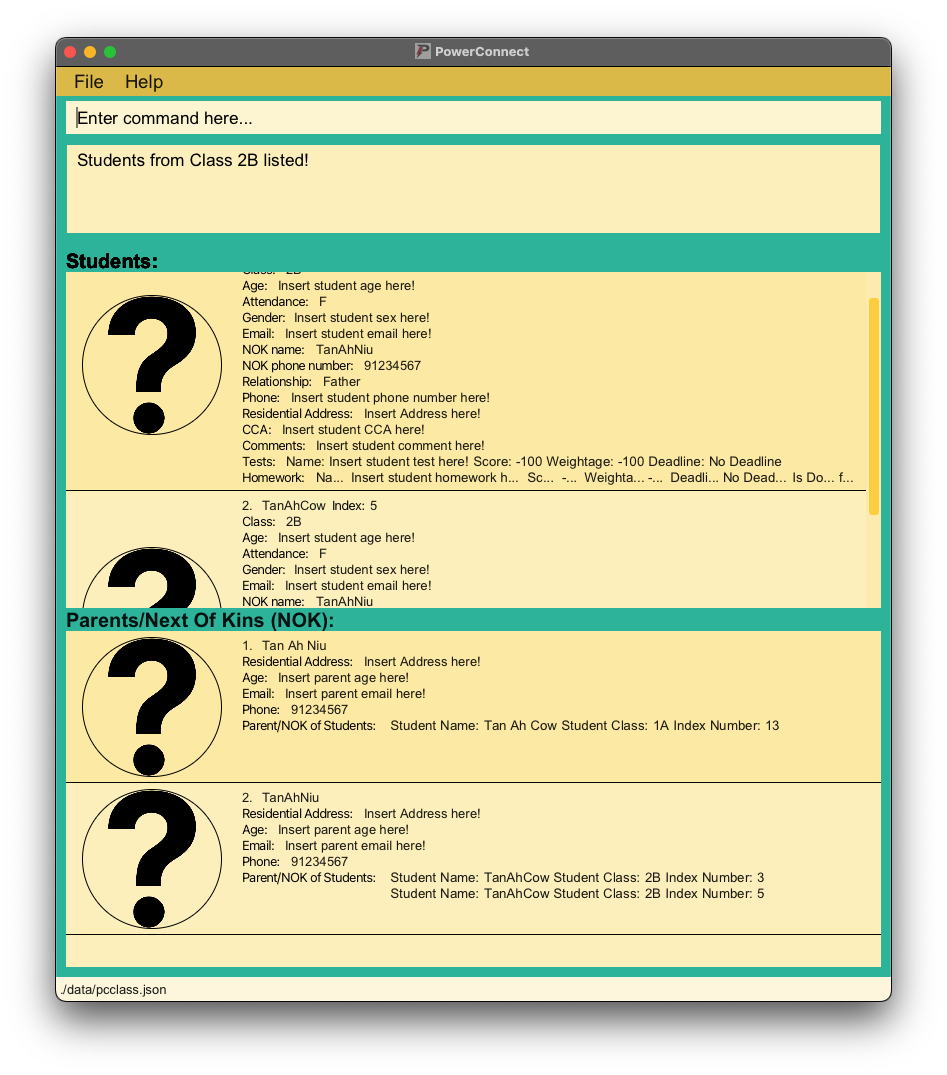 PowerConnect
File Help
Enter command here...
Students from Class 2B listed!
Students:
Class: 2B
Age: Insert student age here!
Attendance: F
Gender: Insert student sex here!
Email: Insert student email here!
NOK name: TanAhNiu
NOK phone number: 91234567
Relationship: Father
Phone: Insert student phone number here!
Residential Address: Insert Address here!
CCA: Insert student CCA here!
Comments: Insert student comment here!
Tests: Name: Insert student test here! Score: -100 Weightage: -100 Deadline: No Deadline
Homework: Na... Insert student homework h... Sc... -... Weighta... -... Deadli... No Dead... Is Do... f...
2. TanAhCow Index: 5
Class: 2B
Age: Insert student age here!
Attendance: F
Gender: Insert student sex here!
Email: Insert student email here!
NOK name: TanAhNiu
Parents/Next Of Kins (NOK):
1. Tan Ah Niu
Residential Address: Insert Address here!
Age: Insert parent age here!
Email: Insert parent email here!
Phone: 91234567
Parent/NOK of Students: Student Name: Tan Ah Cow Student Class: 1A Index Number: 13
2. TanAhNiu
Residential Address: Insert Address here!
Age: Insert parent age here!
Email: Insert parent email here!
Phone: 91234567
Parent/NOK of Students: Student Name: TanAhCow Student Class: 2B Index Number: 3
Student Name: TanAhCow Student Class: 2B Index Number: 5
./data/pcclass.json